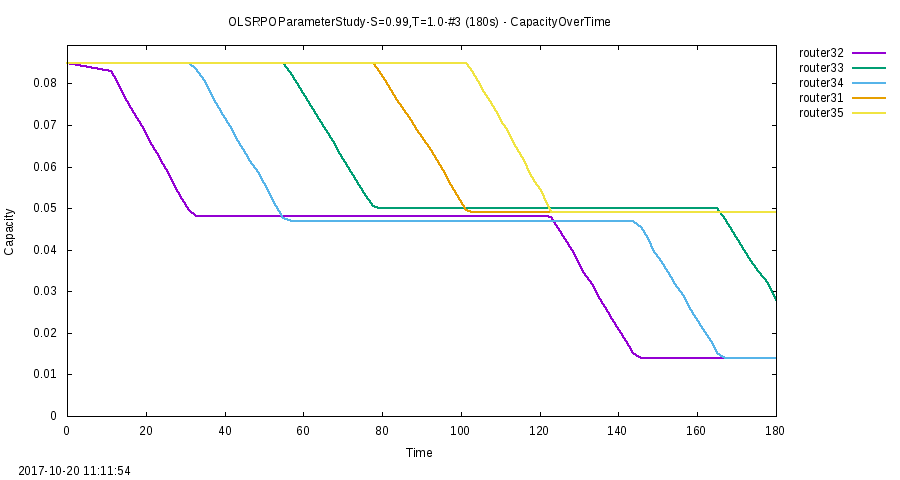 OLSRPOParameterStudy-S=0.99,T=1.0-#3 (180s) - CapacityOverTime
router32
router33
router34
router31
router35
0.08
0.07
0.06
0.05
0.04
0.03
0.02
0.01
0
Capacity
0 20 40 60 80 100 120 140 160 180
Time
2017-10-20 11:11:54